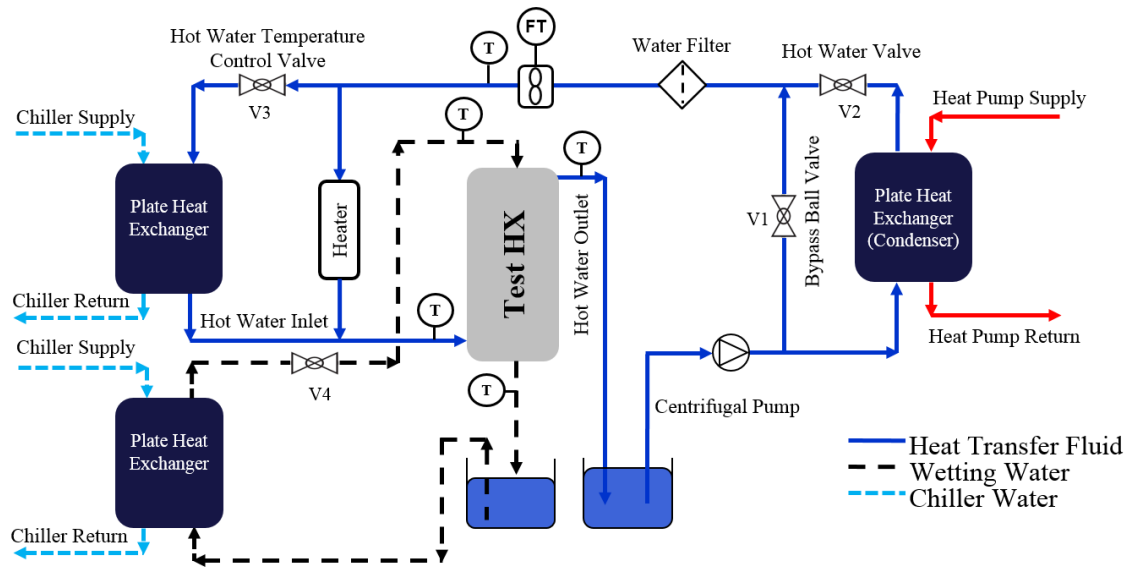 FT
Hot Water Temperature
Control Valve
T
Water Filter
Hot Water Valve
V3
V2
Heat Pump Supply
Chiller Supply
T
T
Plate Heat
Exchanger
Heater
Test HX
Hot Water Outlet
V1
Bypass Ball Valve
Plate Heat
Exchanger
(Condenser)
Chiller Return
Hot Water Inlet
T
Heat Pump Return
Chiller Supply
V4
T
Centrifugal Pump
Plate Heat
Exchanger
Heat Transfer Fluid
Wetting Water
Chiller Water
Chiller Return